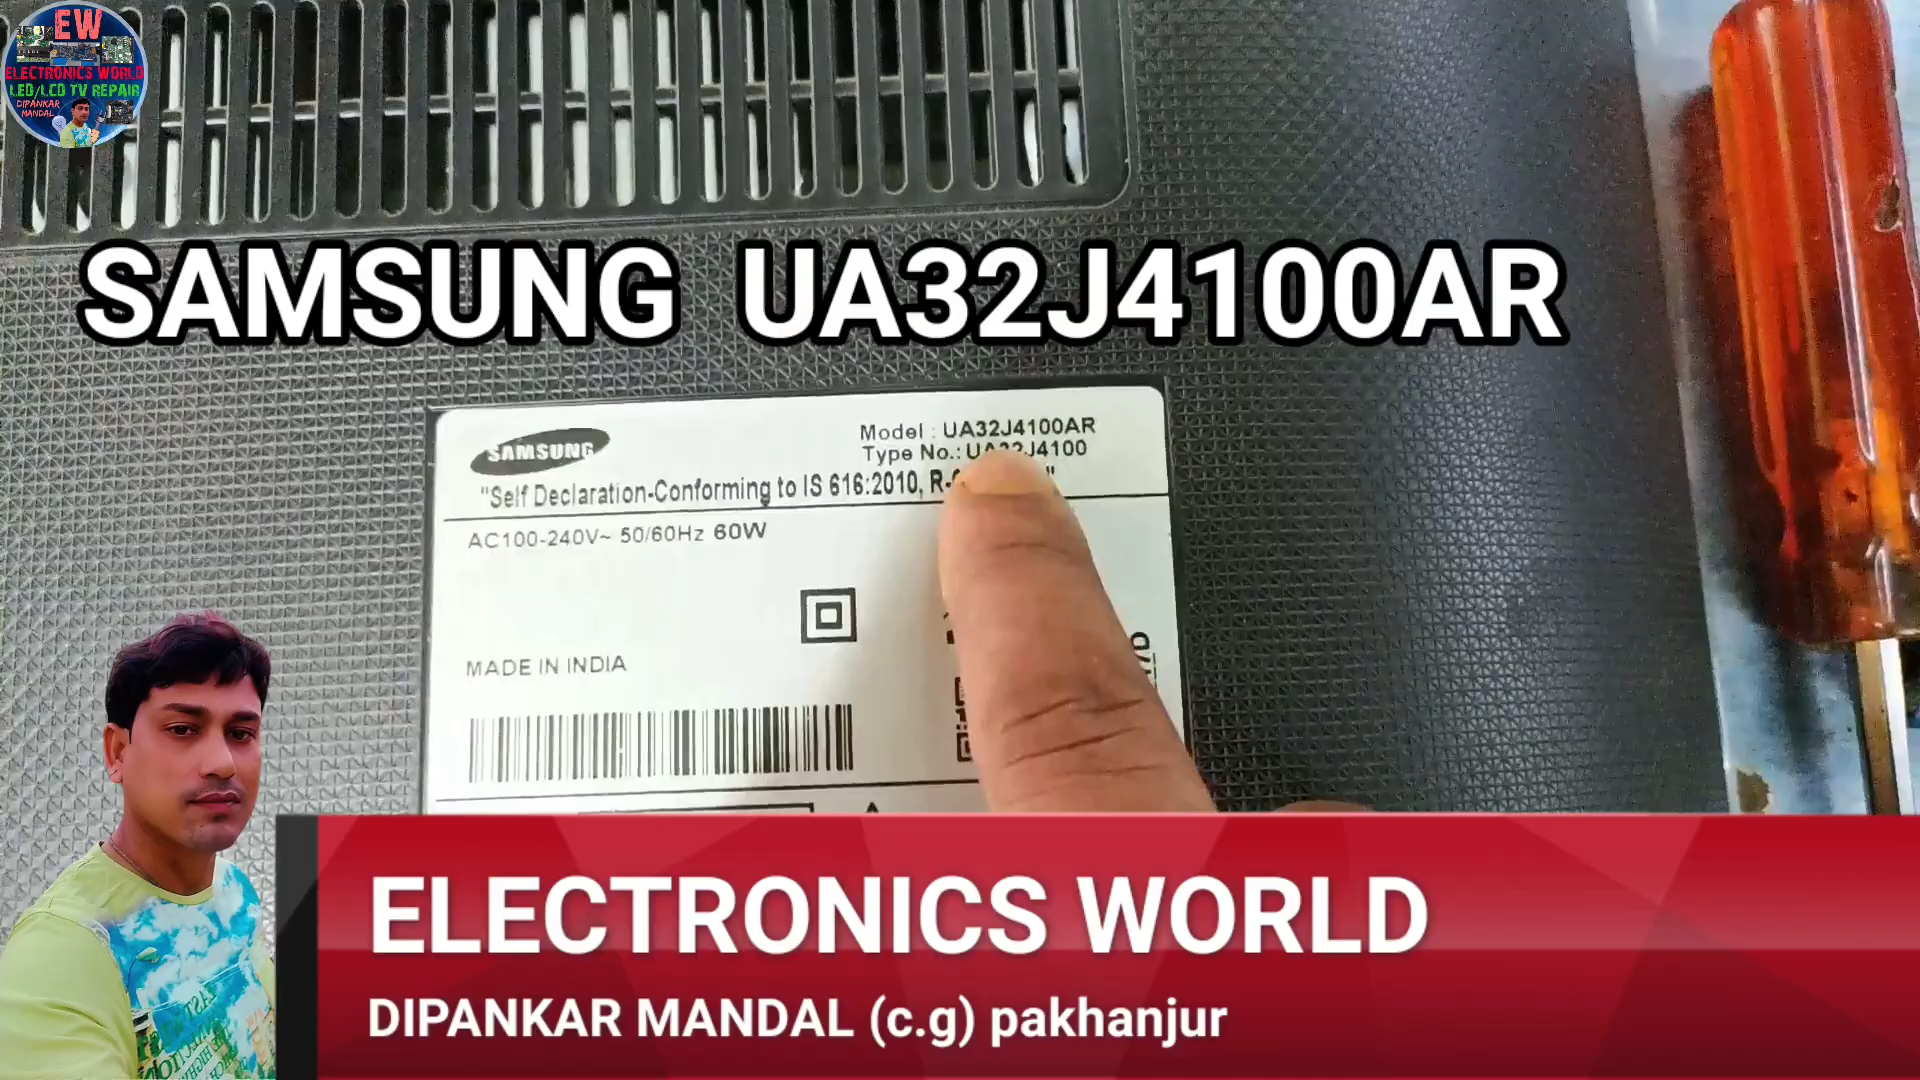 EW
ELECTRONICS WORLD
LED/LCD TV REPAIR
DIPANKAR
MANDAL
SAMSUNG UA32J4100AR
SAMSUNG
Model : UA32J4100AR
Type No.: UA32J4100
"Self Declaration-Conforming to IS 616:2010,
AC100-240V~ 50/60Hz 60W
MADE IN INDIA
ELECTRONICS WORLD
DIPANKAR MANDAL (c.g) pakhanjur